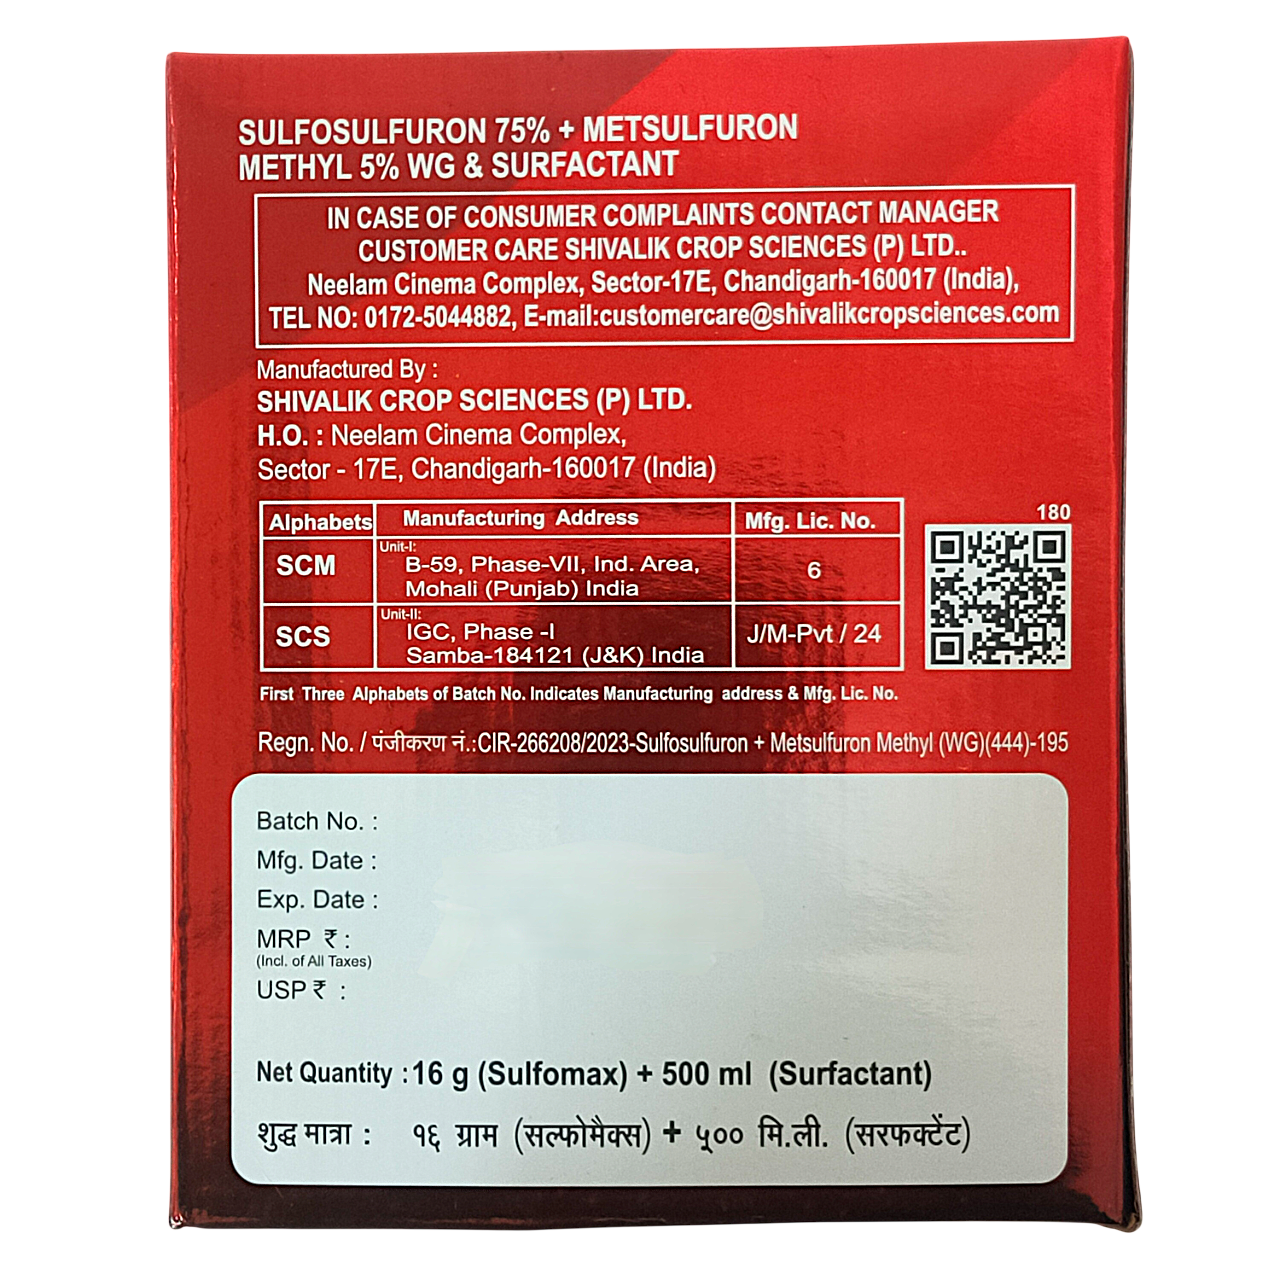 SULFOSULFURON 75% + METSULFURON
METHYL 5% WG & SURFACTANT
IN CASE OF CONSUMER COMPLAINTS CONTACT MANAGER
CUSTOMER CARE SHIVALIK CROP SCIENCES (P) LTD..
Neelam Cinema Complex, Sector-17E, Chandigarh-160017 (India),
TEL NO: 0172-5044882, E-mail:customercare@shivalikcropsciences.com
Manufactured By :
SHIVALIK CROP SCIENCES (P) LTD.
H.O. : Neelam Cinema Complex,
Sector - 17E, Chandigarh-160017 (India)
180
Alphabets Manufacturing Address Mfg. Lic. No.
Unit-I:
SCM B-59, Phase-VII, Ind. Area, 6
Mohali (Punjab) India
Unit-II:
SCS IGC, Phase -I J/M-Pvt / 24
Samba-184121 (J&K) India
First Three Alphabets of Batch No. Indicates Manufacturing address & Mfg. Lic. No.
Regn. No. / पंजीकरण नं.:CIR-266208/2023-Sulfosulfuron + Metsulfuron Methyl (WG)(444)-195
Batch No. :
Mfg. Date :
Exp. Date :
MRP ₹ :
(Incl. of All Taxes)
USP ₹ :
Net Quantity : 16 g (Sulfomax) + 500 ml (Surfactant)
शुद्ध मात्रा : १६ ग्राम (सल्फोमैक्स) + ५०० मि.ली. (सरफक्टेंट)